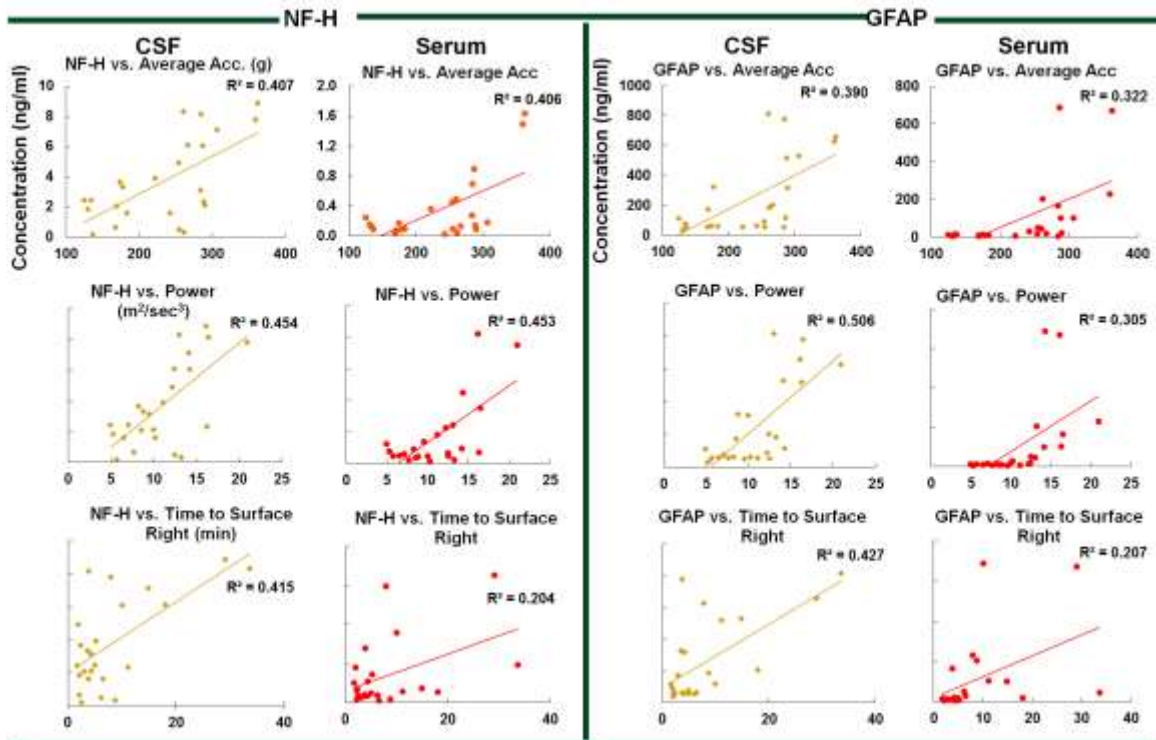 NF-H
GFAP
CSF
Serum
CSF
Serum
NF-H vs. Average Acc. (g)
NF-H vs. Average Acc
GFAP vs. Average Acc
GFAP vs. Average Acc
R² = 0.407
R² = 0.406
R² = 0.390
R² = 0.322
Concentration (ng/ml)
10
8
6
4
2
0
100 200 300 400
2.0
1.6
1.2
0.8
0.4
0.0
100 200 300 400
Concentration (ng/ml)
1000
800
600
400
200
0
100 200 300 400
800
600
400
200
0
100 200 300 400
NF-H vs. Power
(m²/sec³)
R² = 0.454
0 5 10 15 20 25
NF-H vs. Power
R² = 0.453
0 5 10 15 20 25
GFAP vs. Power
R² = 0.506
0 5 10 15 20 25
GFAP vs. Power
R² = 0.305
0 5 10 15 20 25
NF-H vs. Time to Surface
Right (min)
R² = 0.415
0 20 40
NF-H vs. Time to Surface
Right
R² = 0.204
0 10 20 30 40
GFAP vs. Time to Surface
Right
R² = 0.427
0 20 40
GFAP vs. Time to Surface
Right
R² = 0.207
0 10 20 30 40